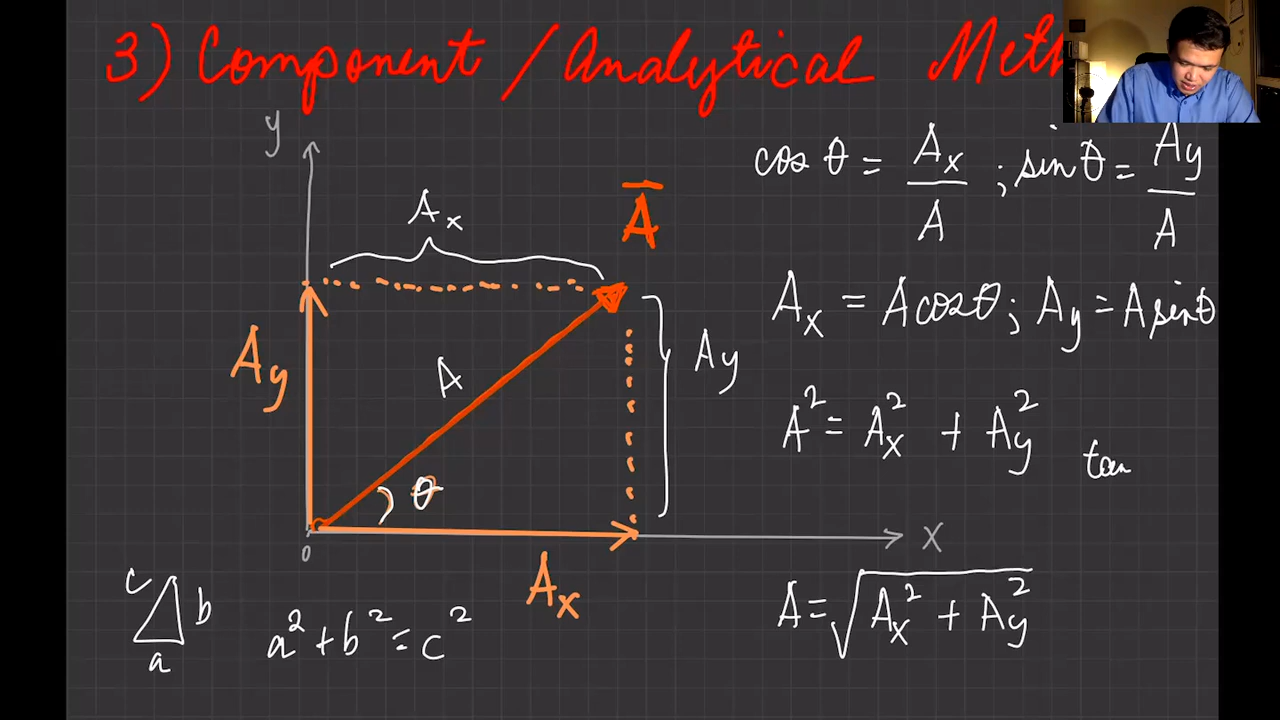 3) Component / Analytical Meth
y
cos θ = Ax/A ; sin θ = Ay/A
Ax
A̅
Ax = A cos θ ; Ay = A sin θ
Ay
A
Ay
A² = Ax² + Ay²
tan
θ
0
x
Ax
A = √(Ax² + Ay²)
c
b
a
a² + b² = c²